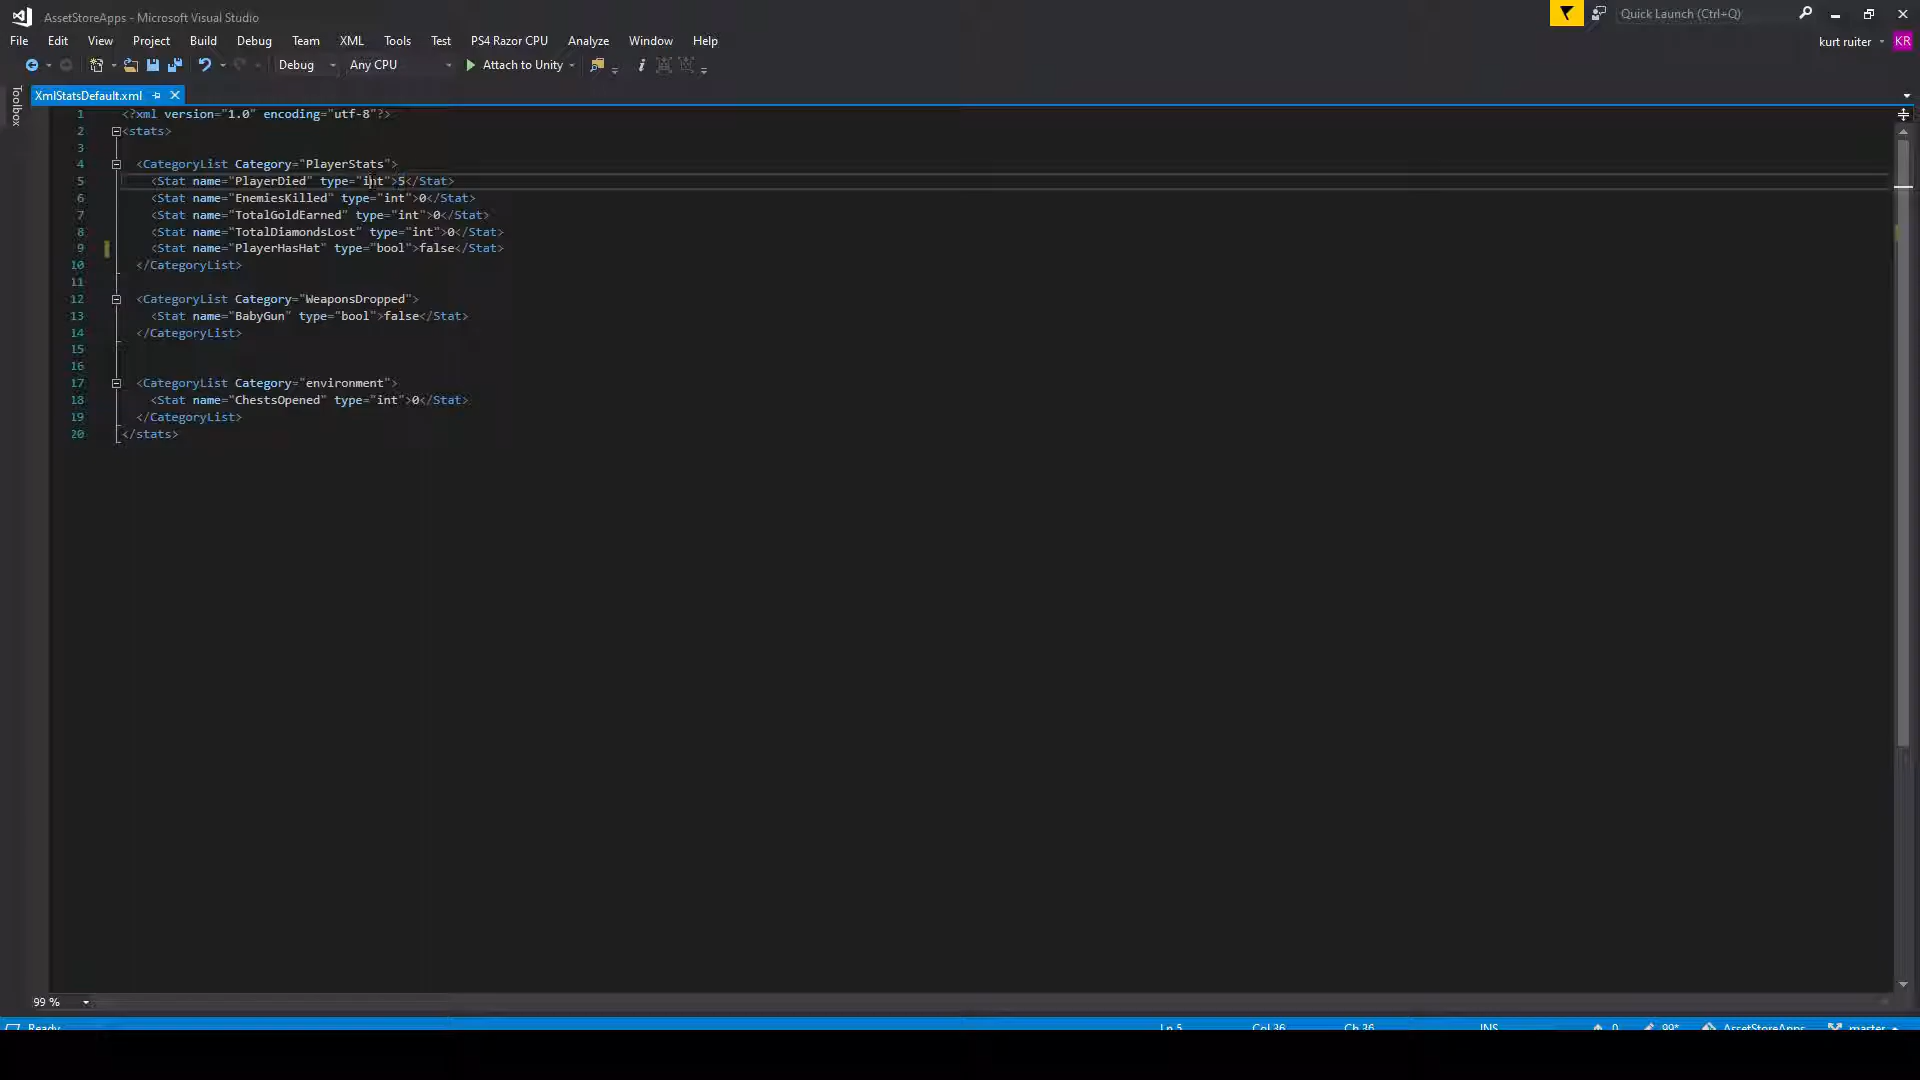 AssetStoreApps - Microsoft Visual Studio
Quick Launch (Ctrl+Q)
File Edit View Project Build Debug Team XML Tools Test PS4 Razor CPU Analyze Window Help
kurt ruiter KR
Debug Any CPU Attach to Unity
Toolbox
XmlStatsDefault.xml
1 <?xml version="1.0" encoding="utf-8"?>
2 <stats>
3
4 <CategoryList Category="PlayerStats">
5 <Stat name="PlayerDied" type="int">5</Stat>
6 <Stat name="EnemiesKilled" type="int">0</Stat>
7 <Stat name="TotalGoldEarned" type="int">0</Stat>
8 <Stat name="TotalDiamondsLost" type="int">0</Stat>
9 <Stat name="PlayerHasHat" type="bool">false</Stat>
10 </CategoryList>
11
12 <CategoryList Category="WeaponsDropped">
13 <Stat name="BabyGun" type="bool">false</Stat>
14 </CategoryList>
15
16
17 <CategoryList Category="environment">
18 <Stat name="ChestsOpened" type="int">0</Stat>
19 </CategoryList>
20 </stats>
99 %
Ready Ln 5 Col 36 Ch 36 INS 0 99* AssetStoreApps master